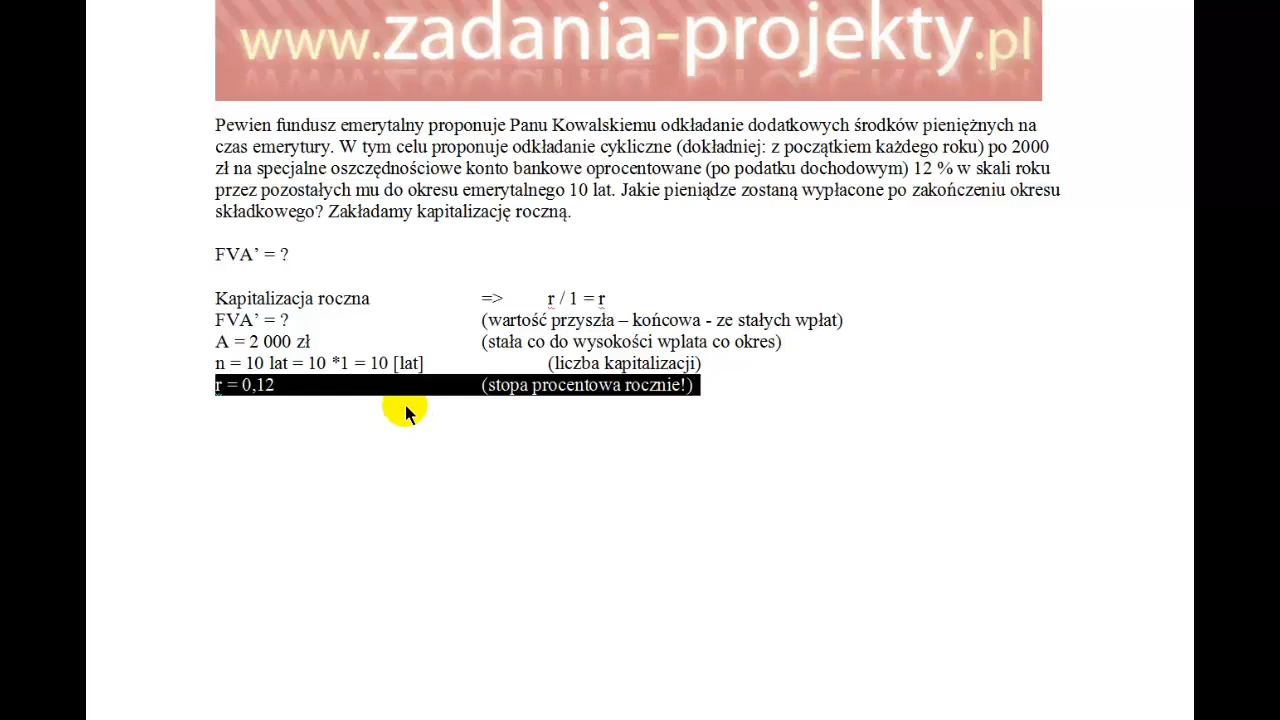 www.zadania-projekty.pl
Pewien fundusz emerytalny proponuje Panu Kowalskiemu odkładanie dodatkowych środków pieniężnych na
czas emerytury. W tym celu proponuje odkładanie cykliczne (dokładniej: z początkiem każdego roku) po 2000
zł na specjalne oszczędnościowe konto bankowe oprocentowane (po podatku dochodowym) 12 % w skali roku
przez pozostałych mu do okresu emerytalnego 10 lat. Jakie pieniądze zostaną wypłacone po zakończeniu okresu
składkowego? Zakładamy kapitalizację roczną.
FVA’ = ?
Kapitalizacja roczna => r / 1 = r
FVA’ = ? (wartość przyszła – końcowa - ze stałych wpłat)
A = 2 000 zł (stała co do wysokości wplata co okres)
n = 10 lat = 10 *1 = 10 [lat] (liczba kapitalizacji)
r = 0,12 (stopa procentowa rocznie!)